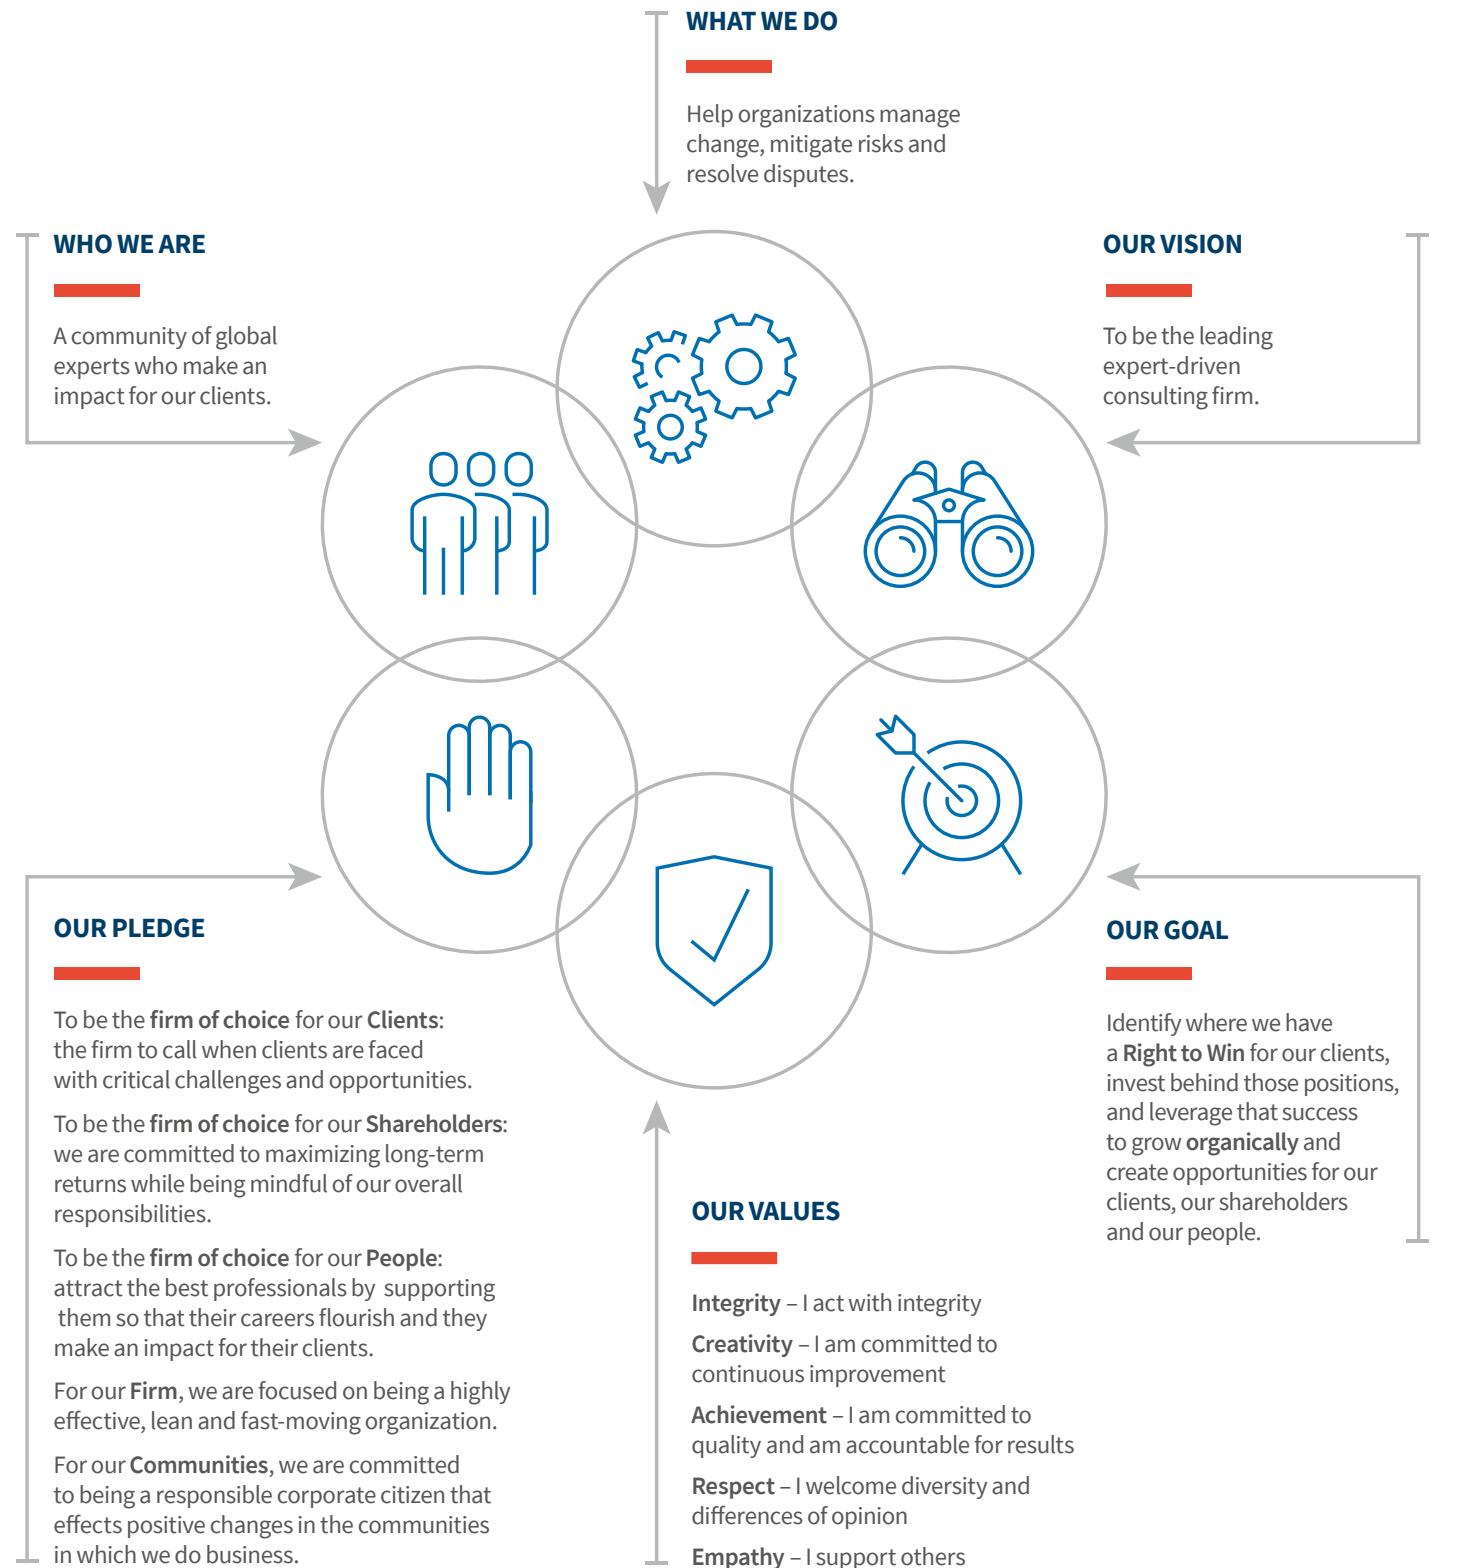 WHAT WE DO
Help organizations manage
change, mitigate risks and
resolve disputes.
WHO WE ARE
A community of global
experts who make an
impact for our clients.
OUR VISION
To be the leading
expert-driven
consulting firm.
OUR PLEDGE
To be the firm of choice for our Clients:
the firm to call when clients are faced
with critical challenges and opportunities.
To be the firm of choice for our Shareholders:
we are committed to maximizing long-term
returns while being mindful of our overall
responsibilities.
To be the firm of choice for our People:
attract the best professionals by supporting
them so that their careers flourish and they
make an impact for their clients.
For our Firm, we are focused on being a highly
effective, lean and fast-moving organization.
For our Communities, we are committed
to being a responsible corporate citizen that
effects positive changes in the communities
in which we do business.
OUR GOAL
Identify where we have
a Right to Win for our clients,
invest behind those positions,
and leverage that success
to grow organically and
create opportunities for our
clients, our shareholders
and our people.
OUR VALUES
Integrity – I act with integrity
Creativity – I am committed to
continuous improvement
Achievement – I am committed to
quality and am accountable for results
Respect – I welcome diversity and
differences of opinion
Empathy – I support others